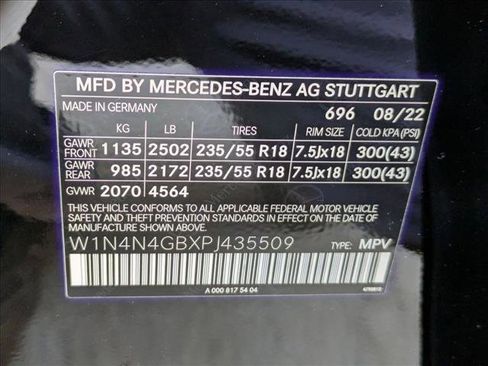 MFD BY MERCEDES-BENZ AG STUTTGART
MADE IN GERMANY 696 08/22
KG LB TIRES RIM SIZE COLD KPA (PSI)
GAWR FRONT 1135 2502 235/55 R18 7.5Jx18 300(43)
GAWR REAR 985 2172 235/55 R18 7.5Jx18 300(43)
GVWR 2070 4564
THIS VEHICLE CONFORMS TO ALL APPLICABLE
FEDERAL MOTOR VEHICLE SAFETY AND THEFT
PREVENTION STANDARDS IN EFFECT ON THE DATE OF
MANUFACTURE SHOWN ABOVE.
W1N4N4GBXPJ435509 TYPE: MPV
A 000 817 54 04